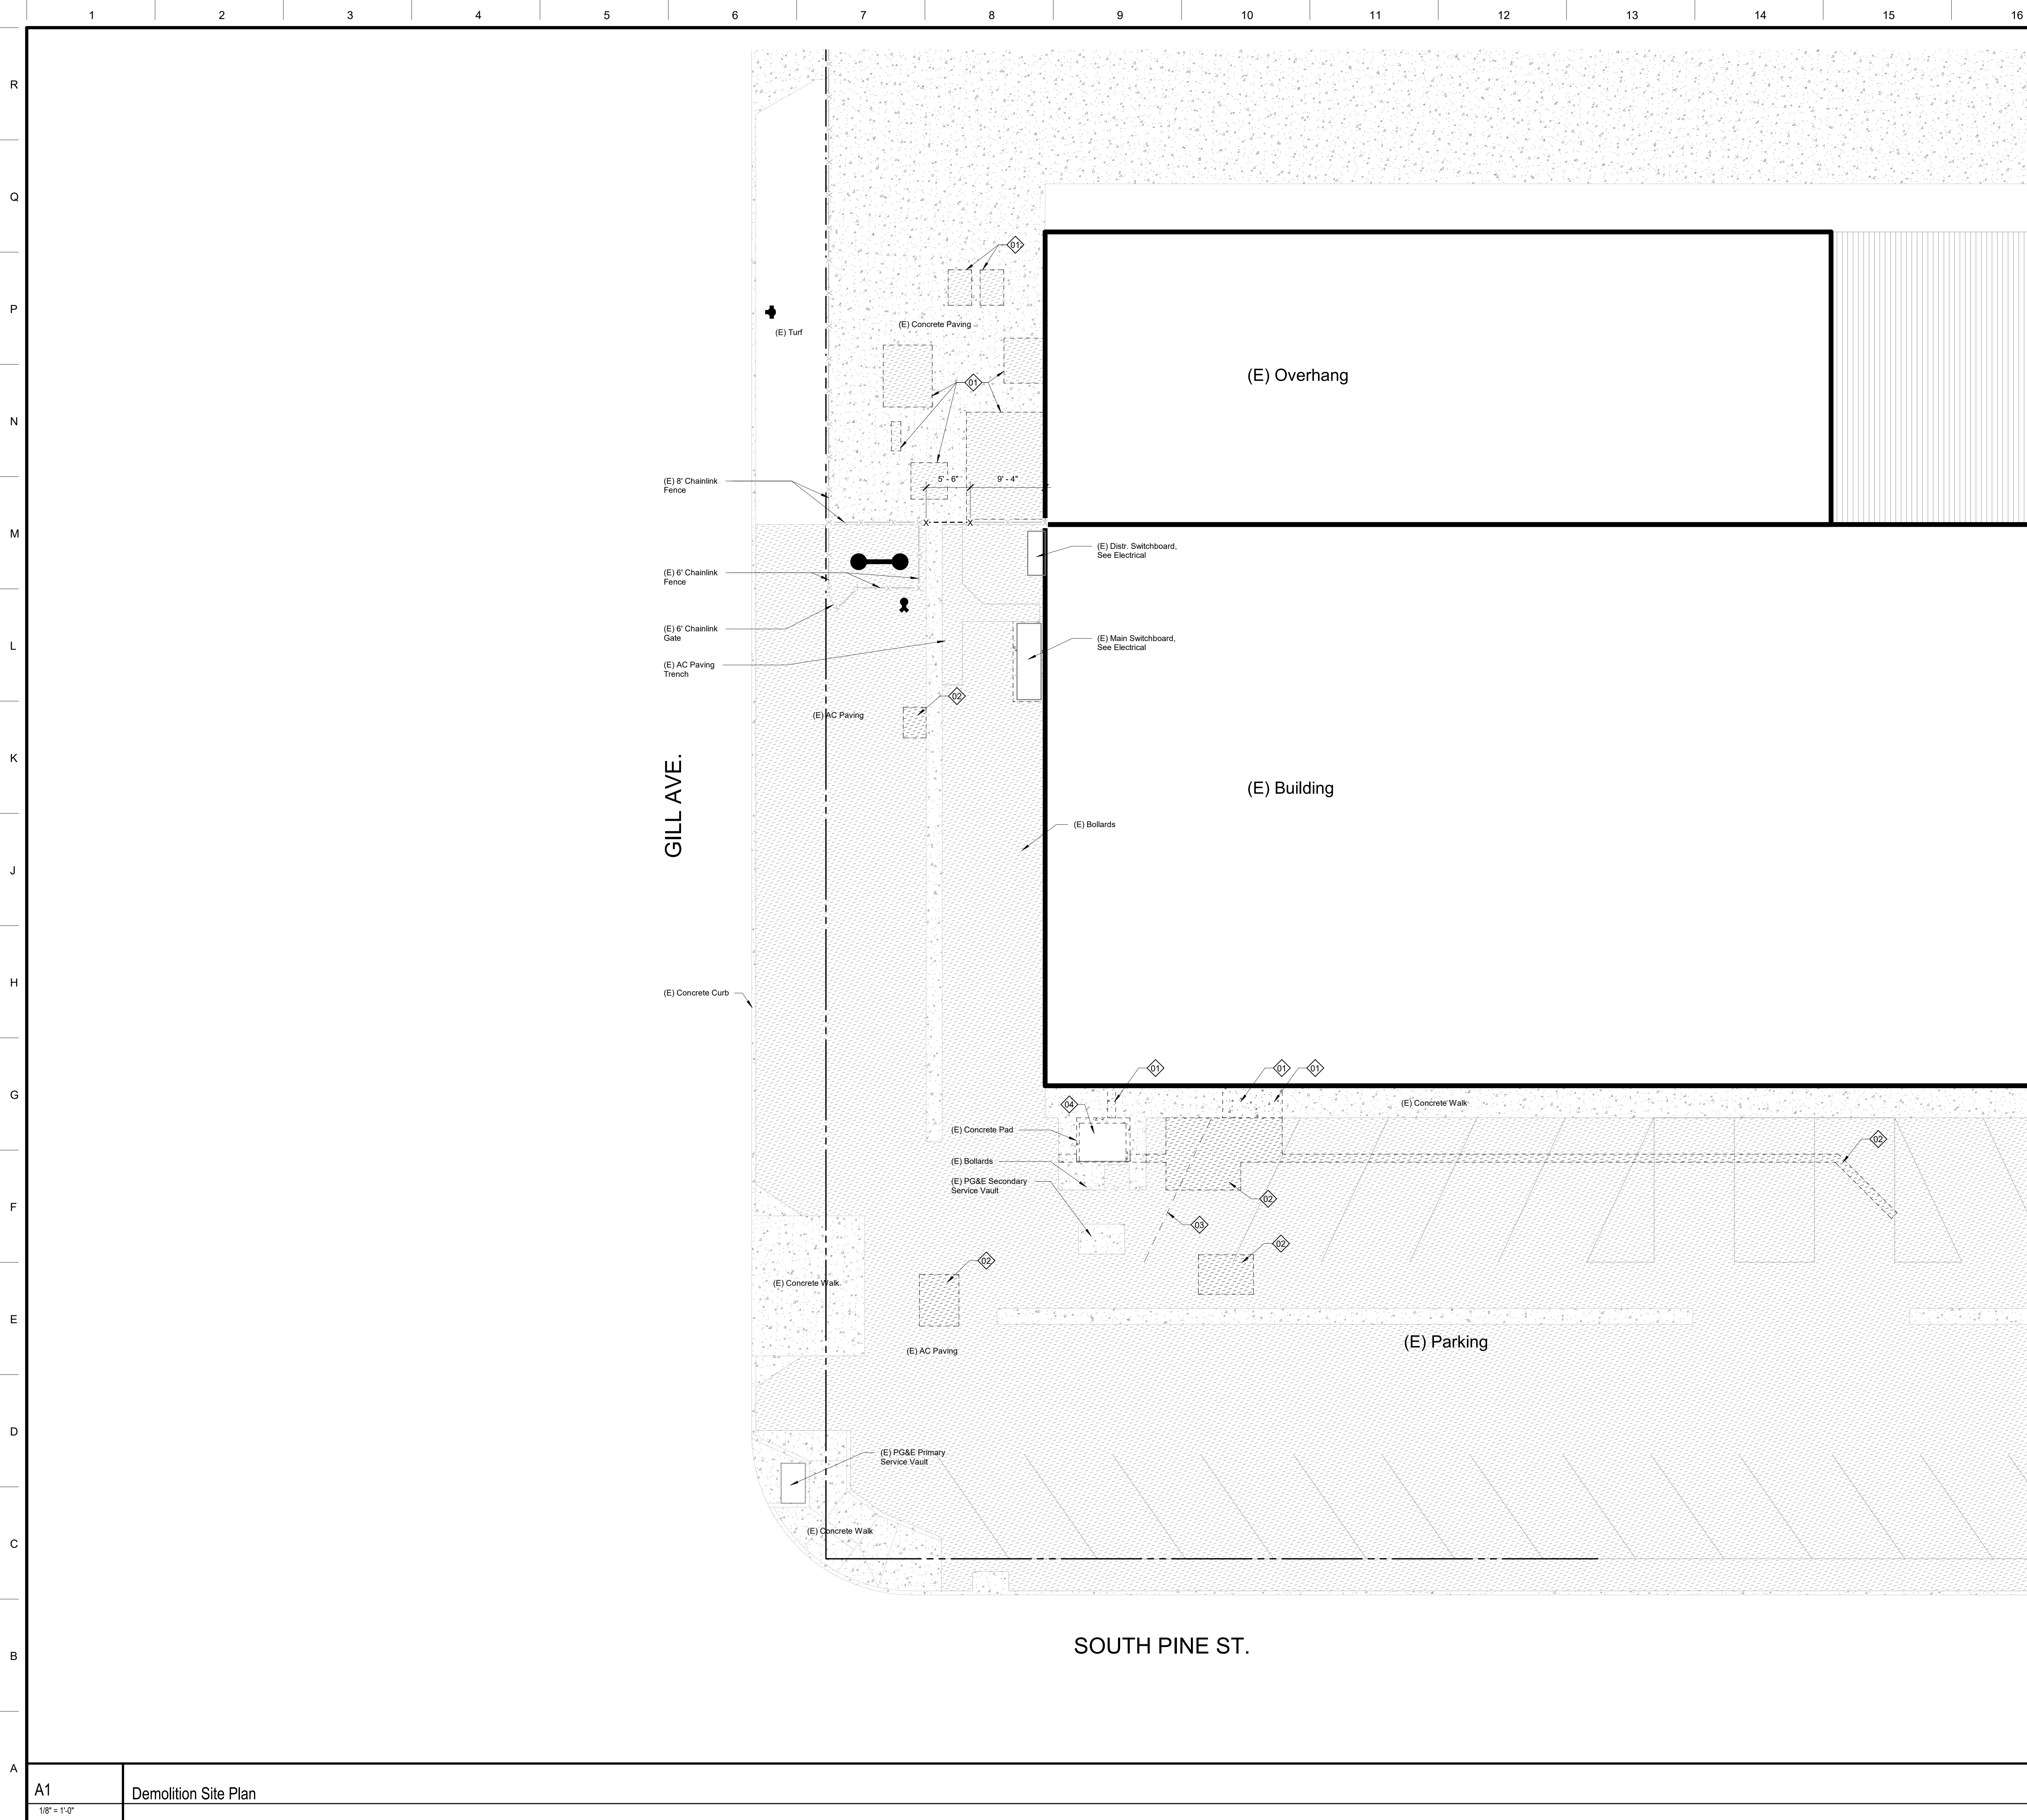 1 2 3 4 5 6 7 8 9 10 11 12 13 14 15 16
R
Q
01
P
(E) Turf
(E) Concrete Paving
(E) Overhang
01
N
(E) 8' Chainlink
Fence
5' - 6"
9' - 4"
X
X
M
(E) Distr. Switchboard,
See Electrical
(E) 6' Chainlink
Fence
(E) 6' Chainlink
Gate
(E) Main Switchboard,
See Electrical
L
(E) AC Paving
Trench
02
(E) AC Paving
K
GILL AVE.
(E) Building
(E) Bollards
J
H
(E) Concrete Curb
01
01
01
G
04
(E) Concrete Walk
(E) Concrete Pad
02
(E) Bollards
(E) PG&E Secondary
Service Vault
02
F
03
02
02
(E) Concrete Walk
E
(E) Parking
(E) AC Paving
D
(E) PG&E Primary
Service Vault
(E) Concrete Walk
C
SOUTH PINE ST.
B
A
A1
Demolition Site Plan
1/8" = 1'-0"